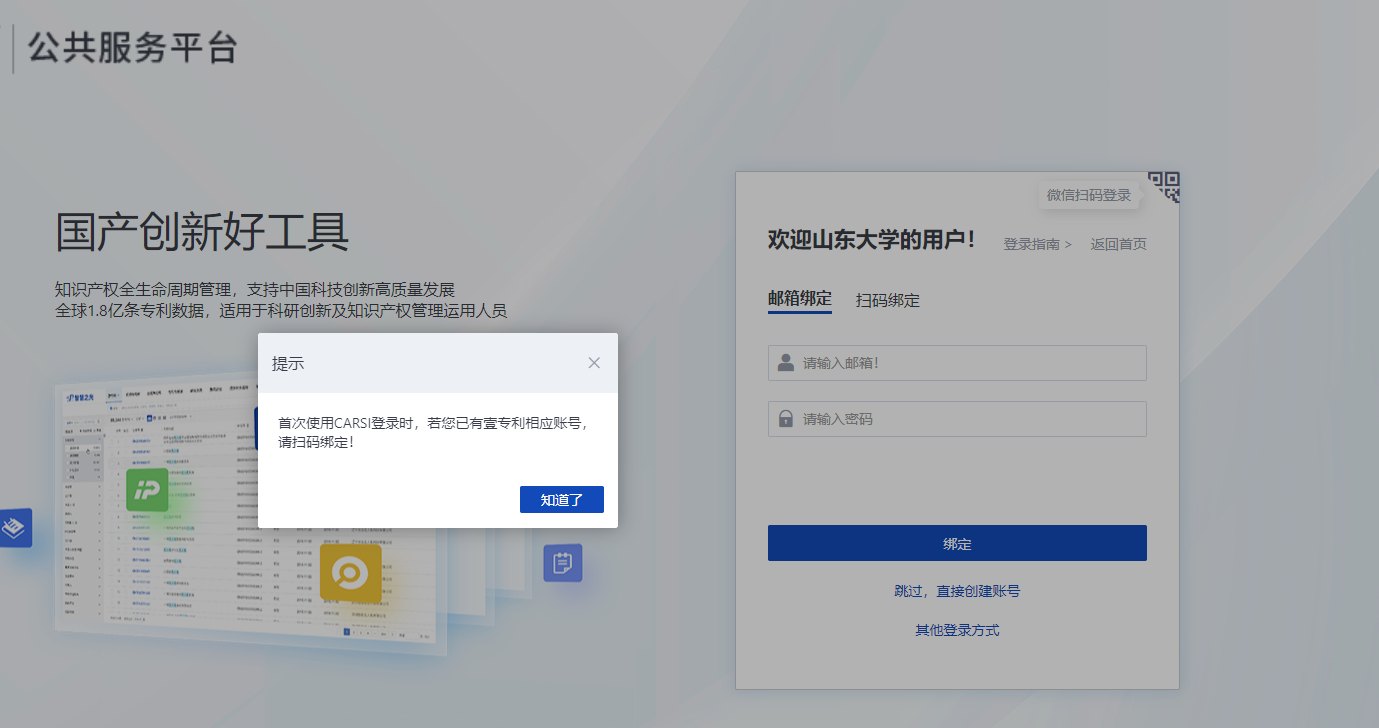 公共服务平台
国产创新好工具
知识产权全生命周期管理，支持中国科技创新高质量发展
全球1.8亿条专利数据，适用于科研创新及知识产权管理运用人员
提示
首次使用CARSI登录时，若您已有壹专利相应账号，
请扫码绑定！
知道了
iP
微信扫码登录
欢迎山东大学的用户！
登录指南 >
返回首页
邮箱绑定
扫码绑定
请输入邮箱！
请输入密码
绑定
跳过，直接创建账号
其他登录方式